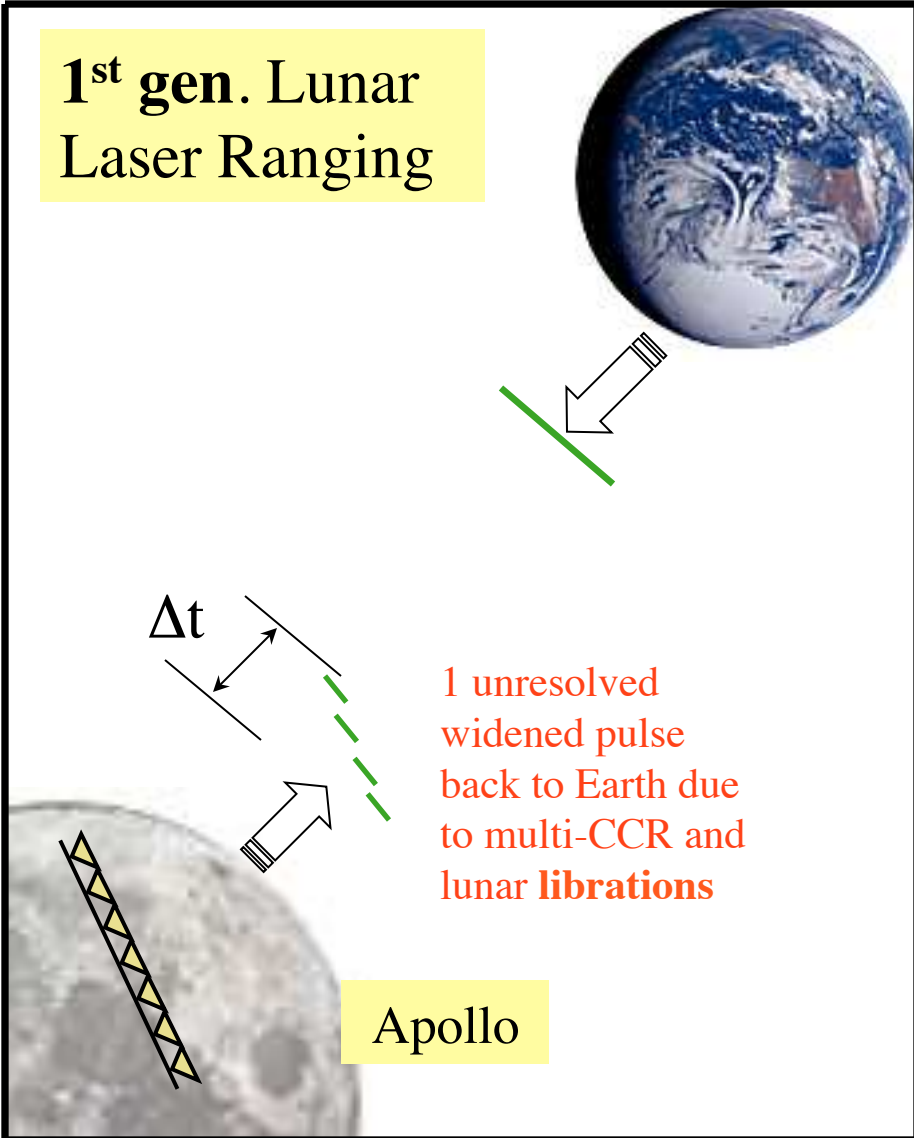 1st gen. Lunar
Laser Ranging
Δt
1 unresolved
widened pulse
back to Earth due
to multi-CCR and
lunar librations
Apollo